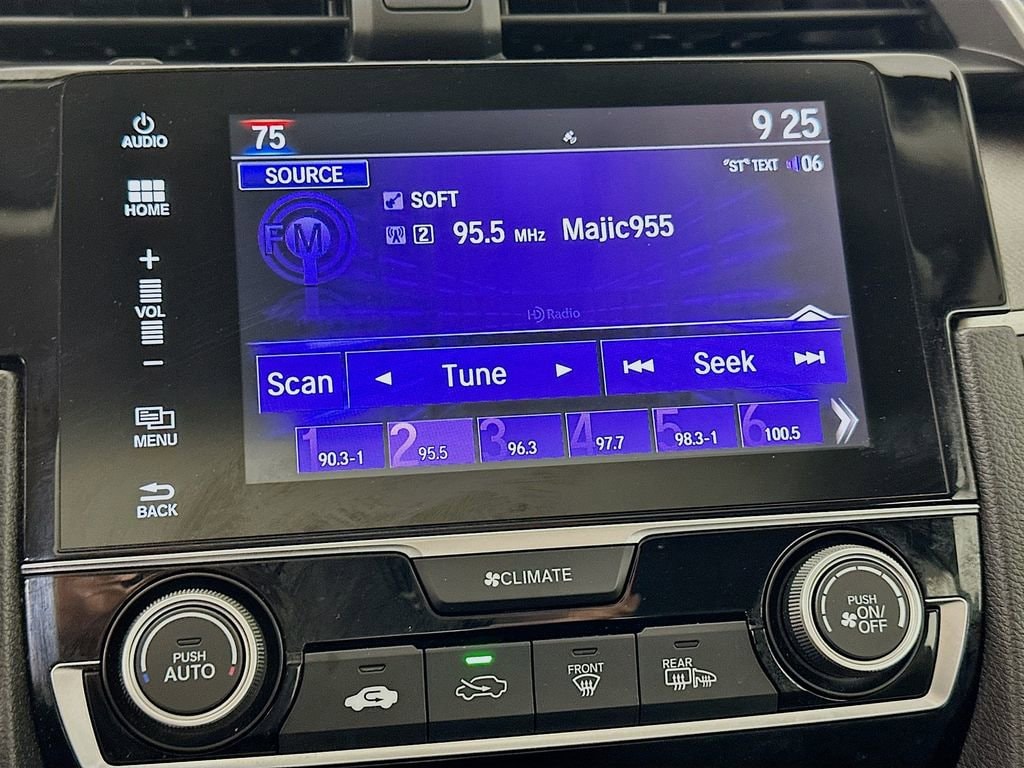 AUDIO
HOME
+
VOL
−
MENU
BACK
75
9 25
SOURCE
"ST" TEXT 06
SOFT
FM
2 95.5 MHz Majic955
HD Radio
Scan
Tune
Seek
1 90.3-1
2 95.5
3 96.3
4 97.7
5 98.3-1
6 100.5
CLIMATE
PUSH
AUTO
FRONT
REAR
PUSH
ON/
OFF